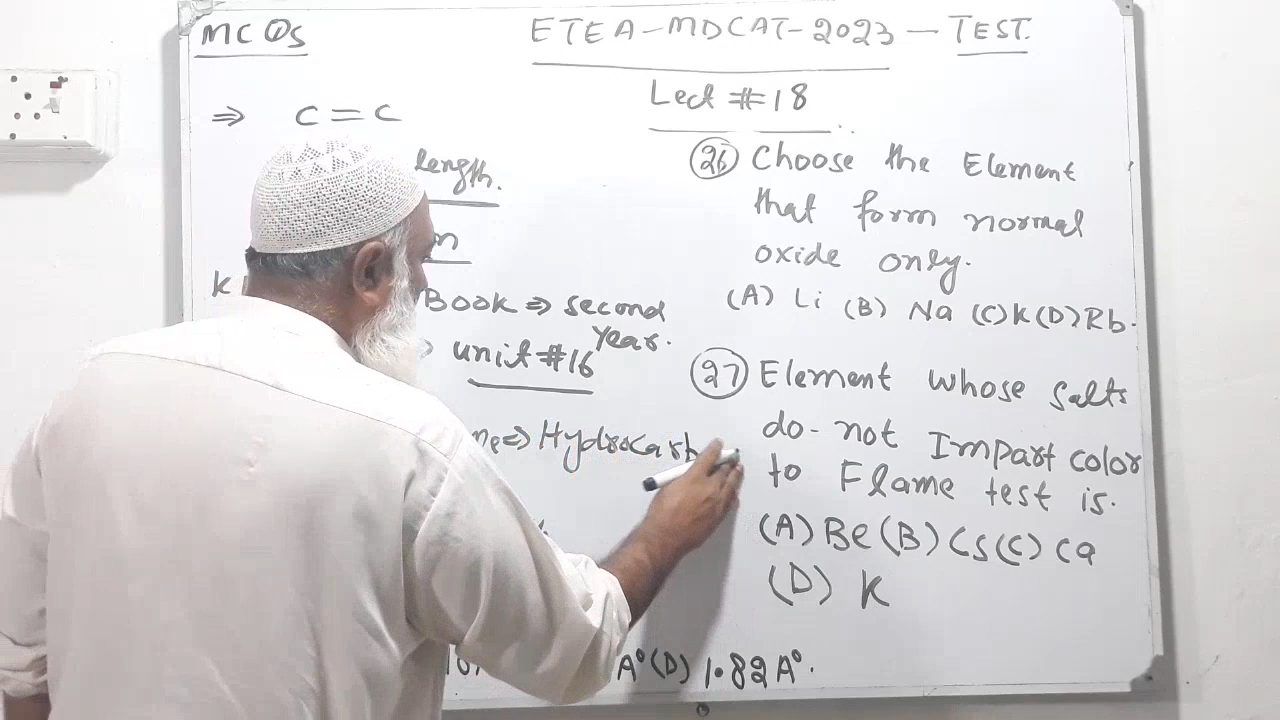 MCQs
ETEA-MDCAT-2023 - TEST.
Lect #18
⇒ C=C
length.
K
Book ⇒ second
Year.
unit #16
⇒ Hydrocarb
A° (D) 1.82 A°.
(26) Choose the Element
that form normal
oxide only.
(A) Li (B) Na (C) K (D) Rb.
(27) Element whose salts
do-not Impart color
to Flame test is.
(A) Be (B) Cs (C) Ca
(D) K